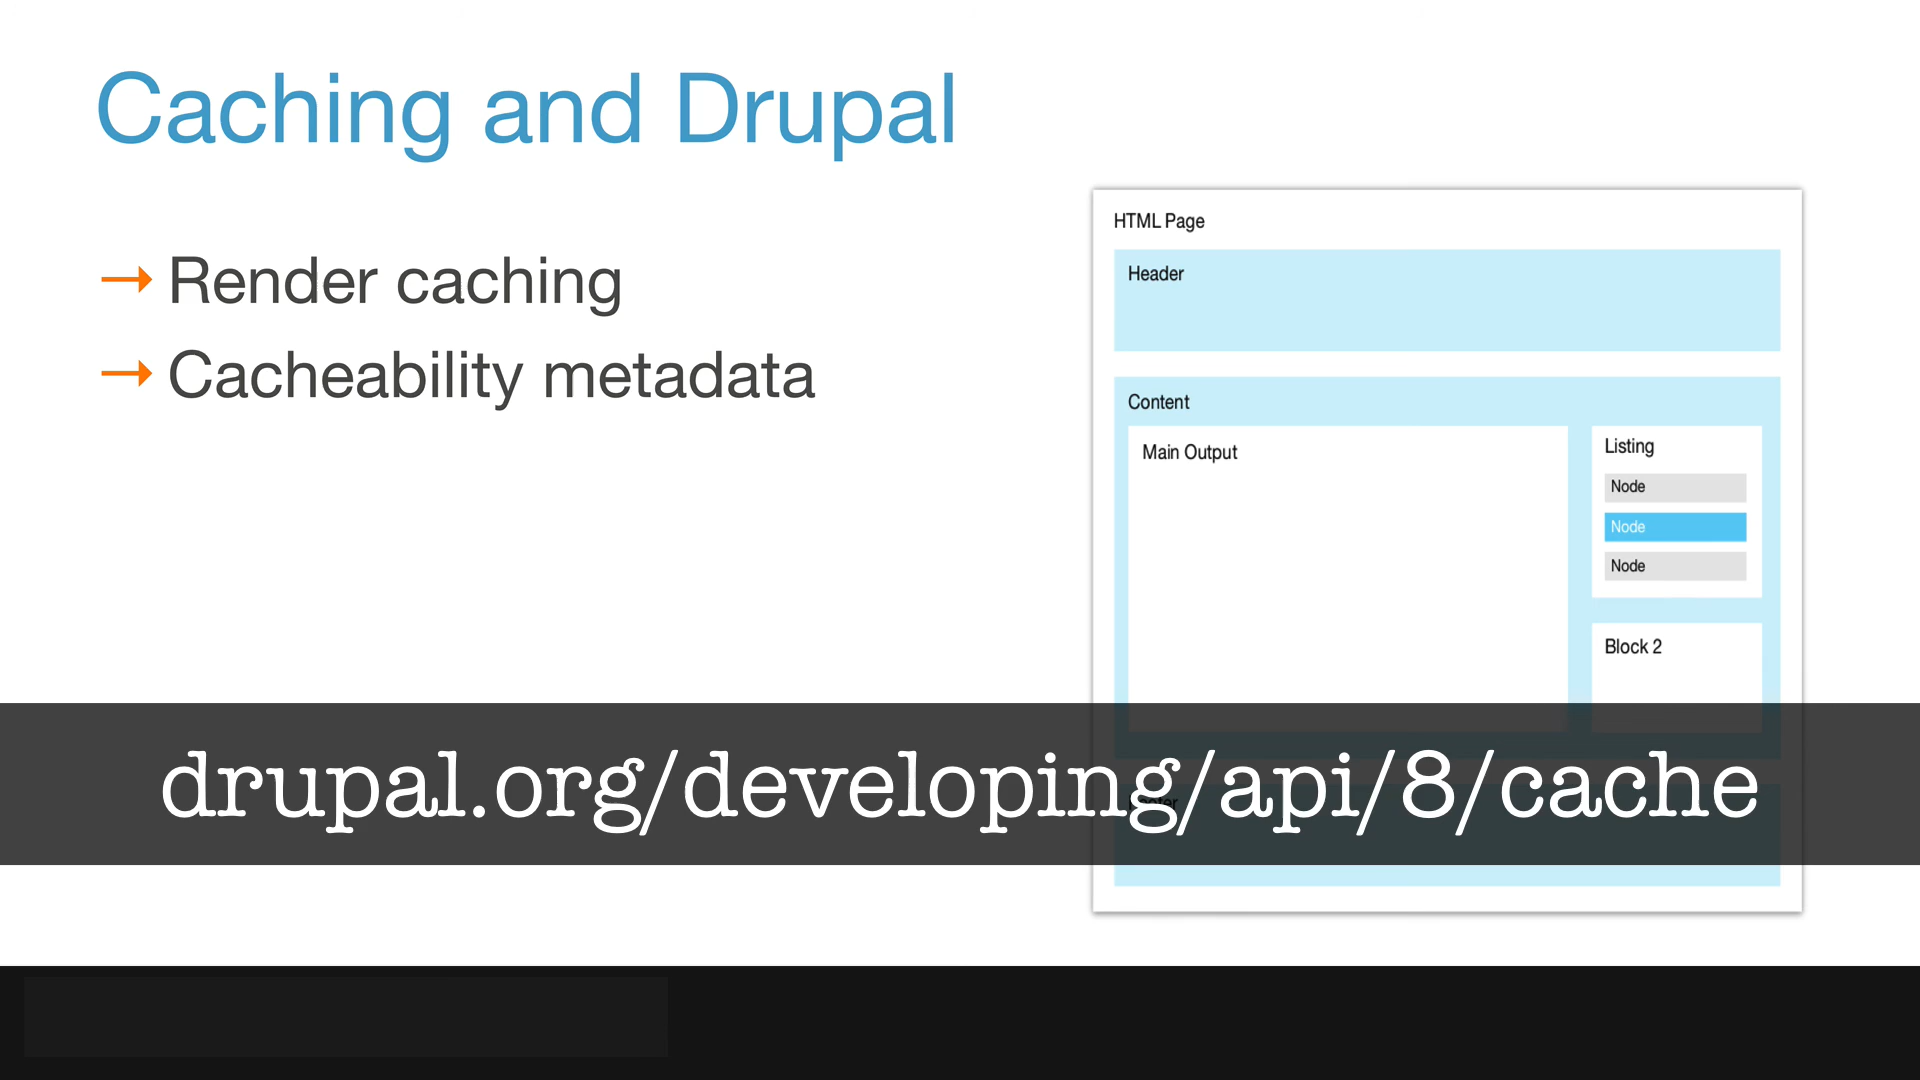 Caching and Drupal
→ Render caching
→ Cacheability metadata
HTML Page
Header
Content
Main Output
Listing
Node
Node
Node
Block 2
Footer
drupal.org/developing/api/8/cache